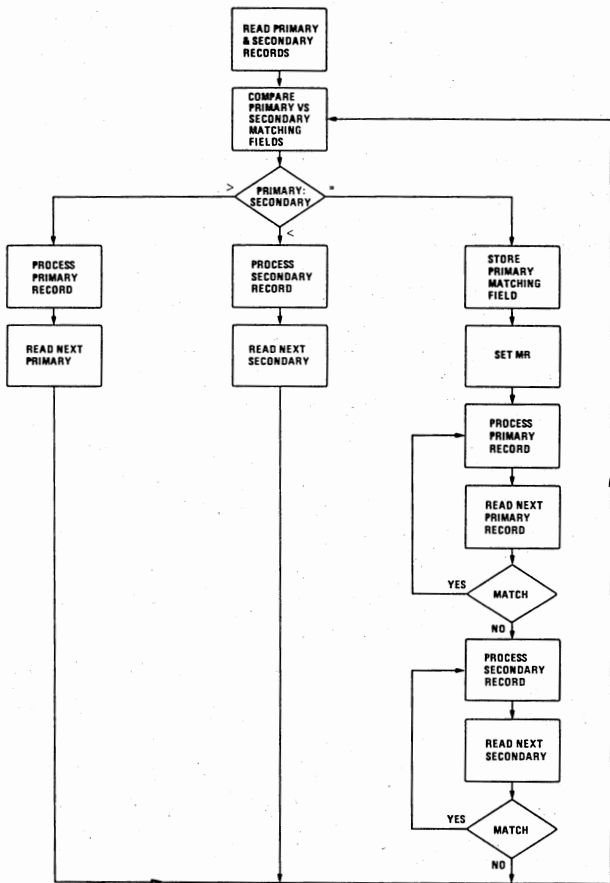 READ PRIMARY
& SECONDARY
RECORDS
COMPARE
PRIMARY VS
SECONDARY
MATCHING
FIELDS
>
PRIMARY:
SECONDARY
=
<
PROCESS
PRIMARY
RECORD
READ NEXT
PRIMARY
PROCESS
SECONDARY
RECORD
READ NEXT
SECONDARY
STORE
PRIMARY
MATCHING
FIELD
SET MR
PROCESS
PRIMARY
RECORD
READ NEXT
PRIMARY
RECORD
YES
MATCH
NO
PROCESS
SECONDARY
RECORD
READ NEXT
SECONDARY
YES
MATCH
NO